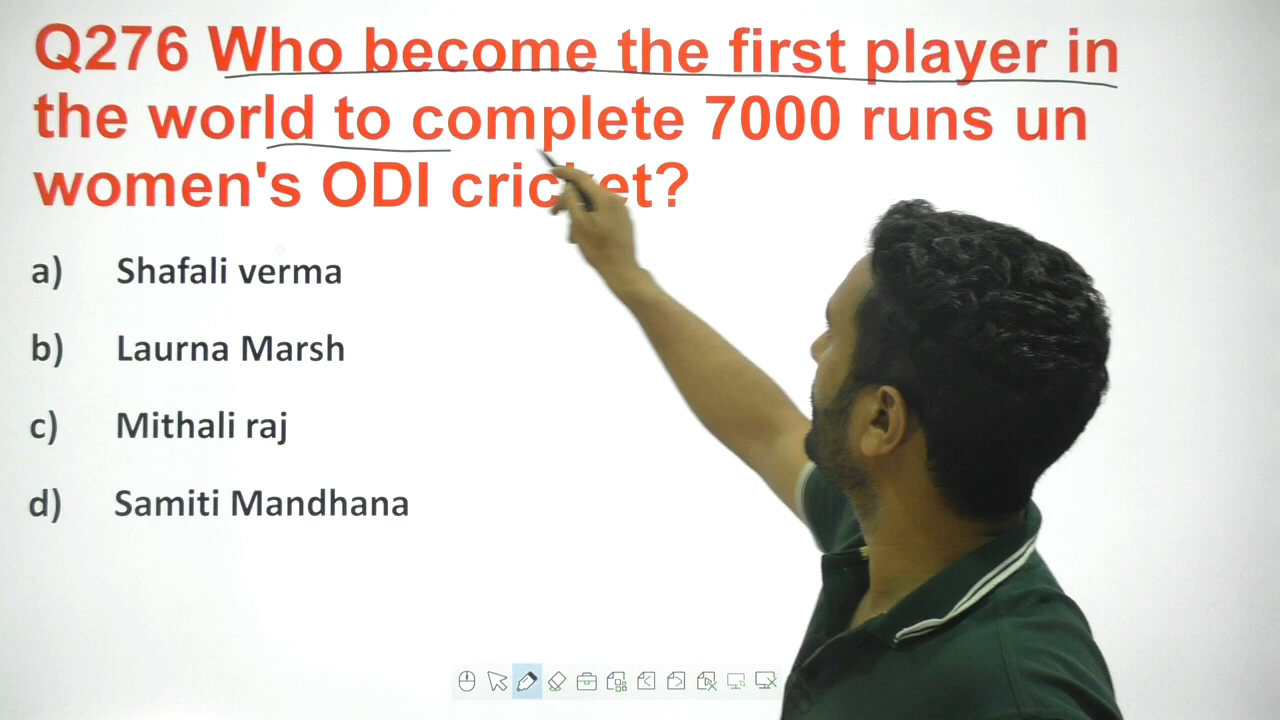 Q276 Who become the first player in
the world to complete 7000 runs un
women's ODI cricket?
a) Shafali verma
b) Laurna Marsh
c) Mithali raj
d) Samiti Mandhana